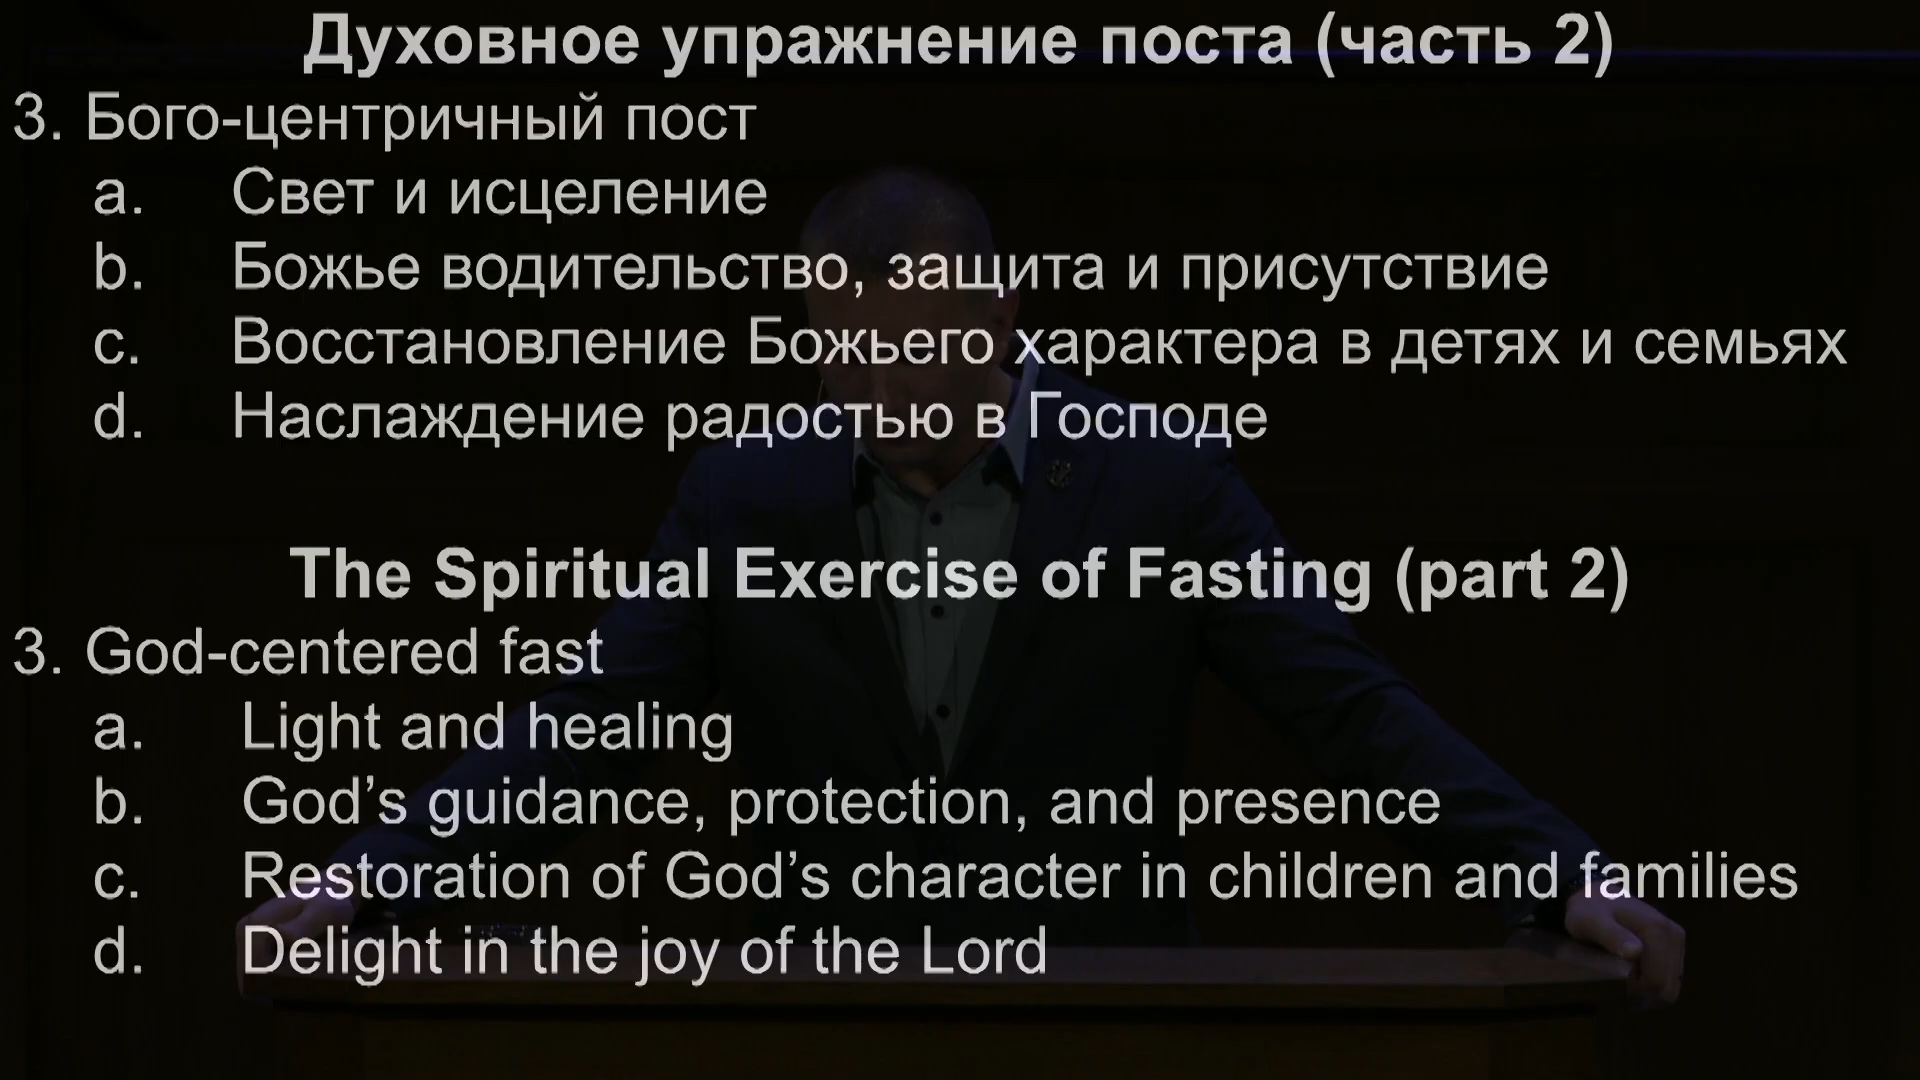 Духовное упражнение поста (часть 2)
3. Бого-центричный пост
a. Свет и исцеление
b. Божье водительство, защита и присутствие
c. Восстановление Божьего характера в детях и семьях
d. Наслаждение радостью в Господе
The Spiritual Exercise of Fasting (part 2)
3. God-centered fast
a. Light and healing
b. God’s guidance, protection, and presence
c. Restoration of God’s character in children and families
d. Delight in the joy of the Lord